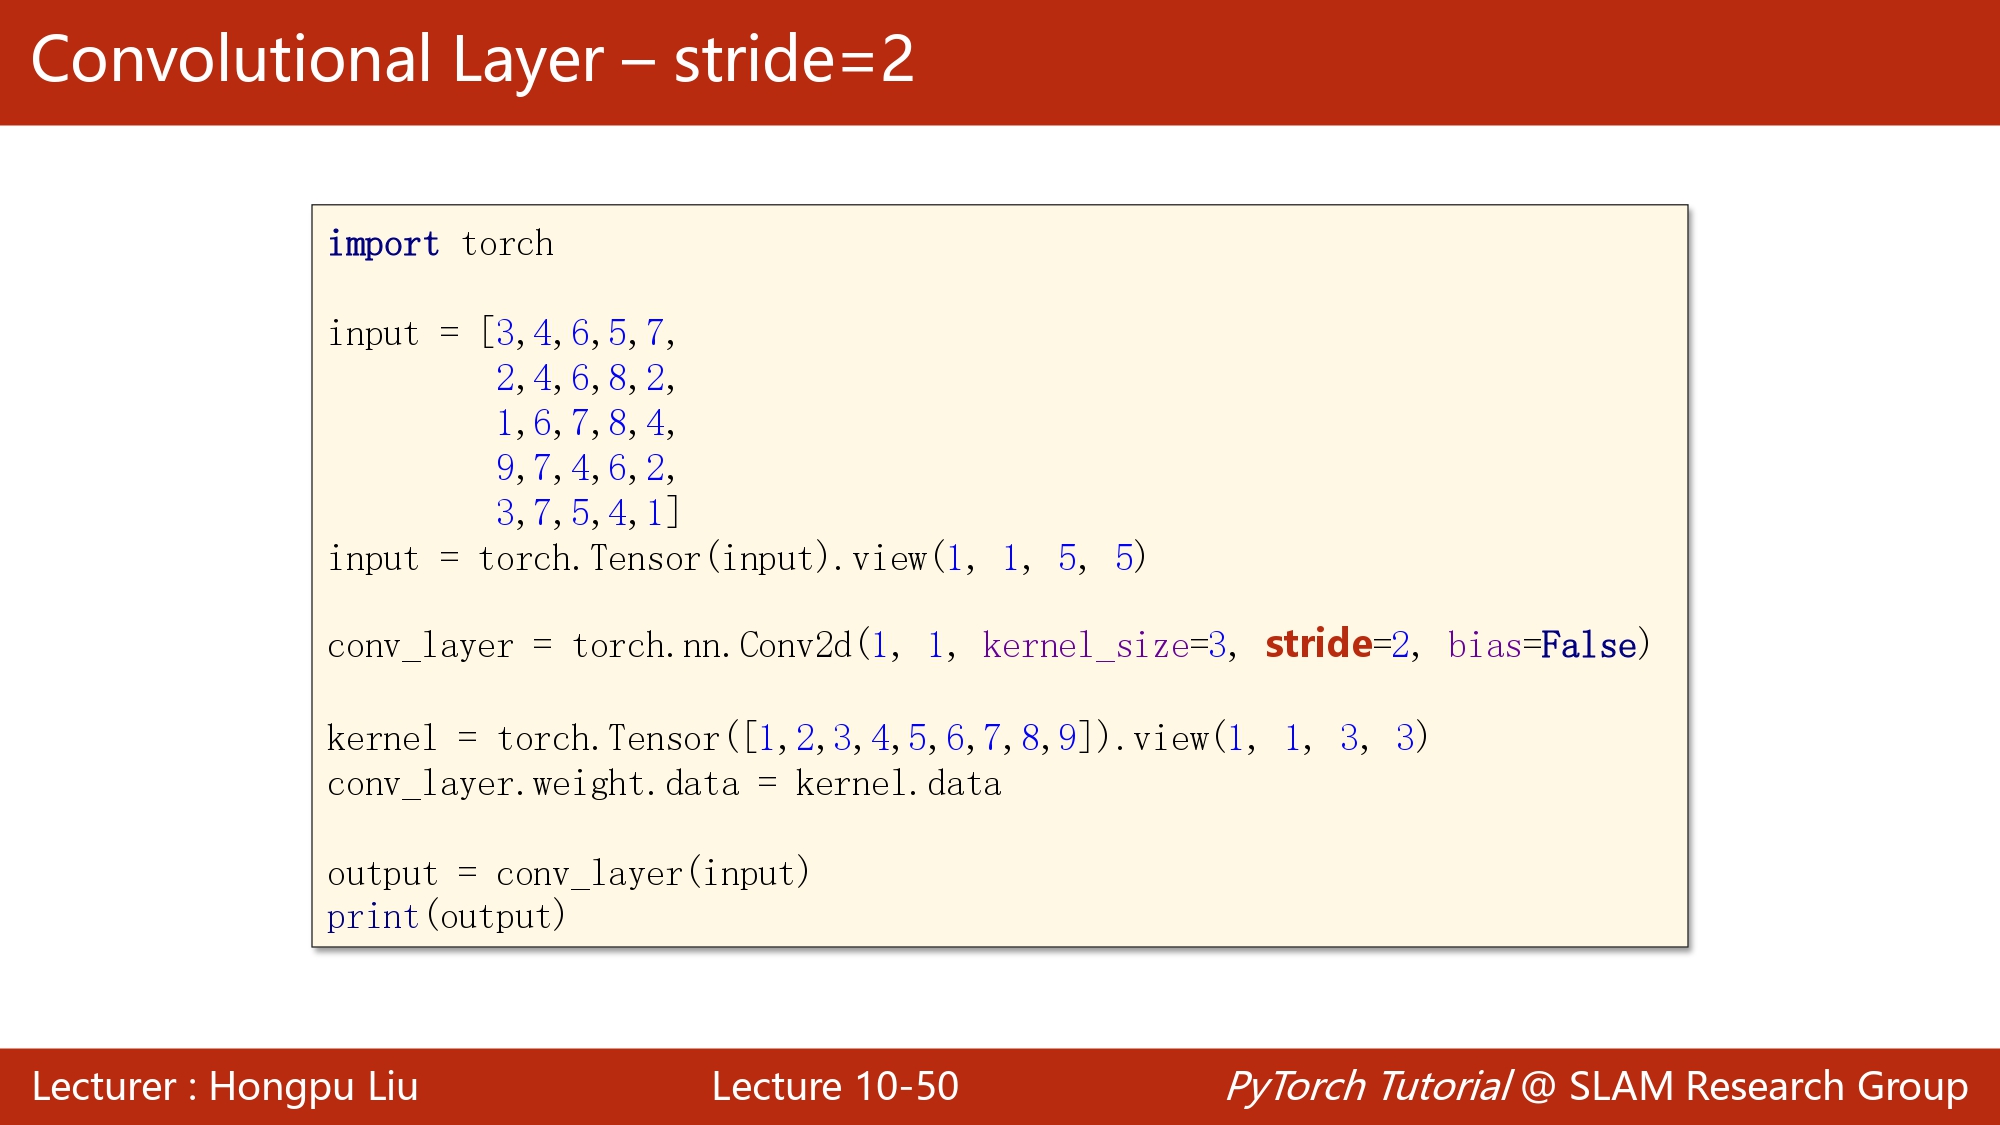 Convolutional Layer – stride=2
import torch
input = [3,4,6,5,7,
2,4,6,8,2,
1,6,7,8,4,
9,7,4,6,2,
3,7,5,4,1]
input = torch.Tensor(input).view(1, 1, 5, 5)
conv_layer = torch.nn.Conv2d(1, 1, kernel_size=3, stride=2, bias=False)
kernel = torch.Tensor([1,2,3,4,5,6,7,8,9]).view(1, 1, 3, 3)
conv_layer.weight.data = kernel.data
output = conv_layer(input)
print(output)
Lecturer : Hongpu Liu
Lecture 10-50
PyTorch Tutorial @ SLAM Research Group